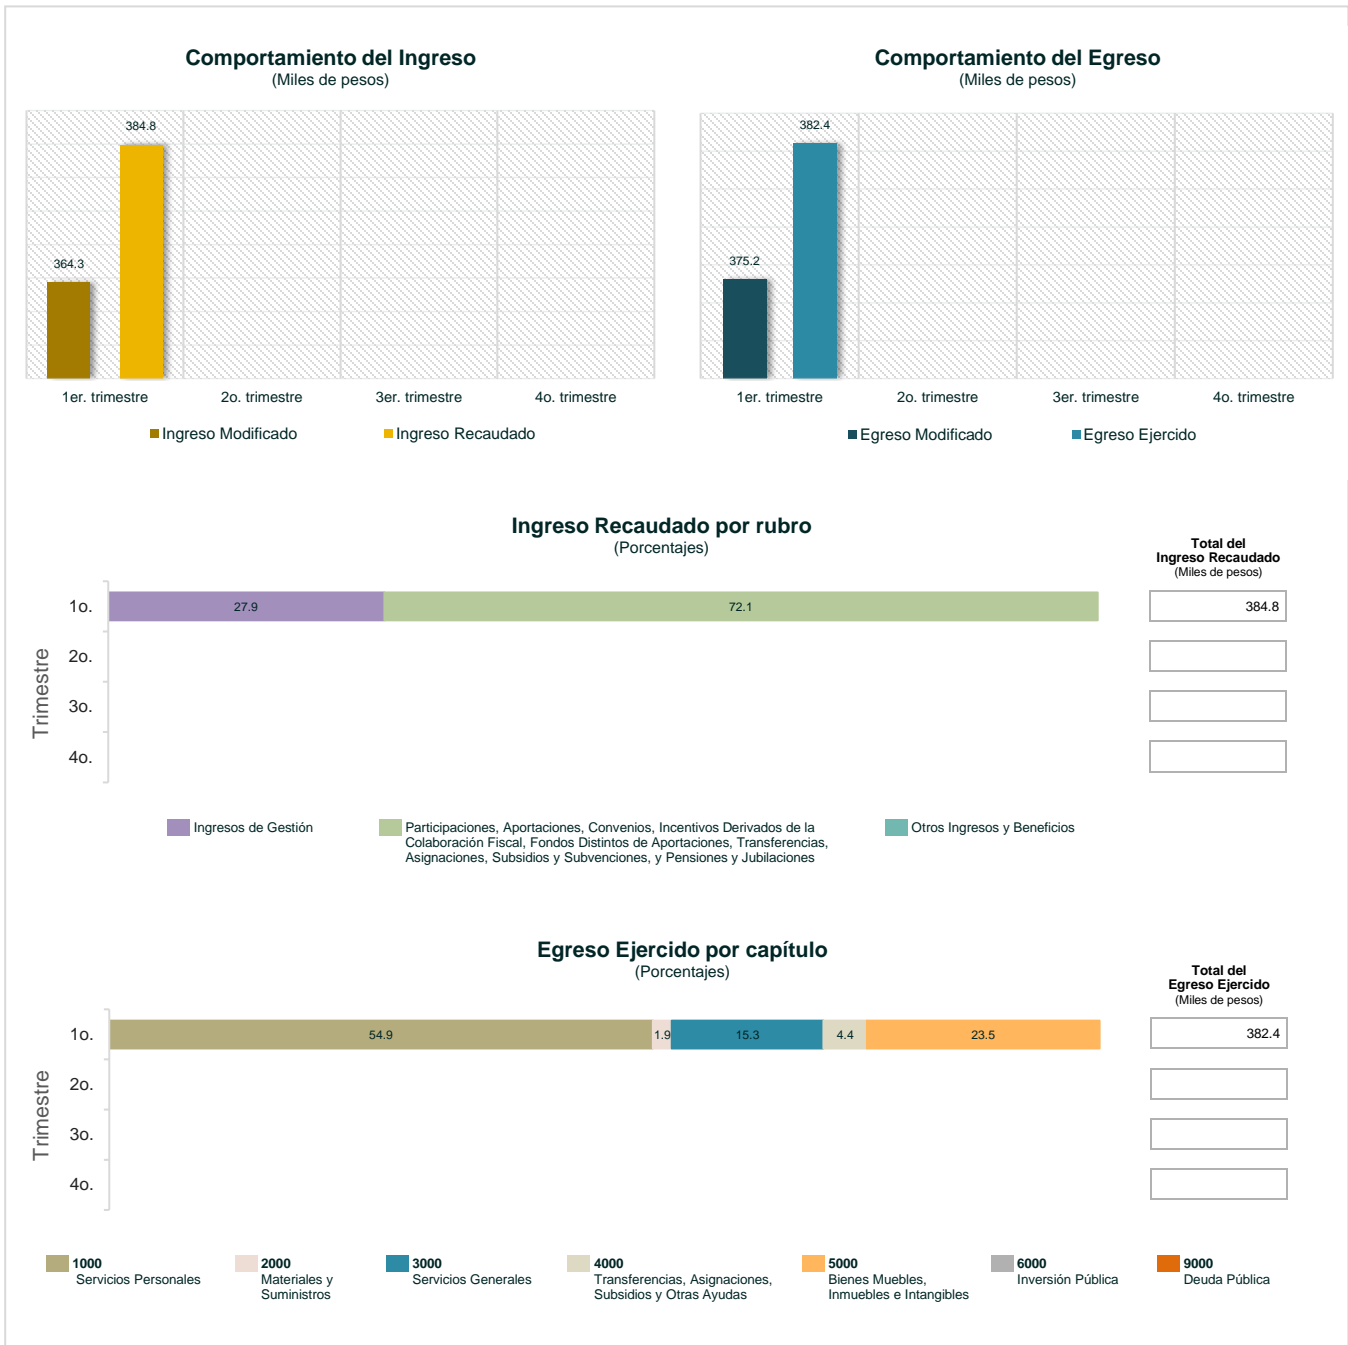 Comportamiento del Ingreso
(Miles de pesos)
384.8
364.3
1er. trimestre
2o. trimestre
3er. trimestre
4o. trimestre
Ingreso Modificado
Ingreso Recaudado
Comportamiento del Egreso
(Miles de pesos)
382.4
375.2
1er. trimestre
2o. trimestre
3er. trimestre
4o. trimestre
Egreso Modificado
Egreso Ejercido
Ingreso Recaudado por rubro
(Porcentajes)
Total del
Ingreso Recaudado
(Miles de pesos)
Trimestre
1o.
27.9
72.1
384.8
2o.
3o.
4o.
Ingresos de Gestión
Participaciones, Aportaciones, Convenios, Incentivos Derivados de la
Colaboración Fiscal, Fondos Distintos de Aportaciones, Transferencias,
Asignaciones, Subsidios y Subvenciones, y Pensiones y Jubilaciones
Otros Ingresos y Beneficios
Egreso Ejercido por capítulo
(Porcentajes)
Total del
Egreso Ejercido
(Miles de pesos)
Trimestre
1o.
54.9
1.9
15.3
4.4
23.5
382.4
2o.
3o.
4o.
1000
Servicios Personales
2000
Materiales y
Suministros
3000
Servicios Generales
4000
Transferencias, Asignaciones,
Subsidios y Otras Ayudas
5000
Bienes Muebles,
Inmuebles e Intangibles
6000
Inversión Pública
9000
Deuda Pública